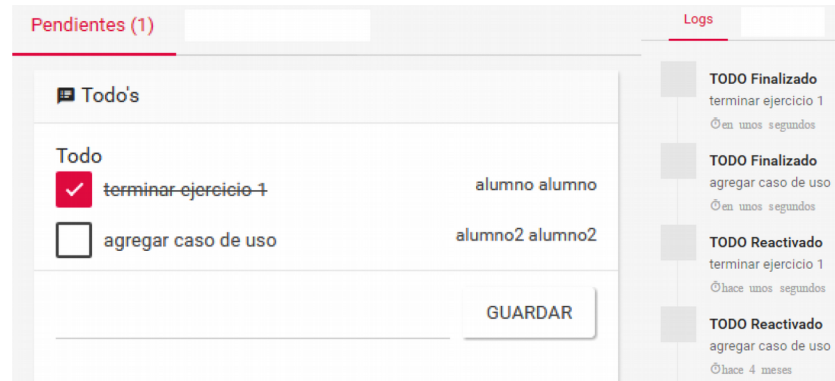 Pendientes (1)
Todo's
Todo
terminar ejercicio 1
alumno alumno
agregar caso de uso
alumno2 alumno2
GUARDAR
Logs
TODO Finalizado
terminar ejercicio 1
en unos segundos
TODO Finalizado
agregar caso de uso
en unos segundos
TODO Reactivado
terminar ejercicio 1
hace unos segundos
TODO Reactivado
agregar caso de uso
hace 4 meses